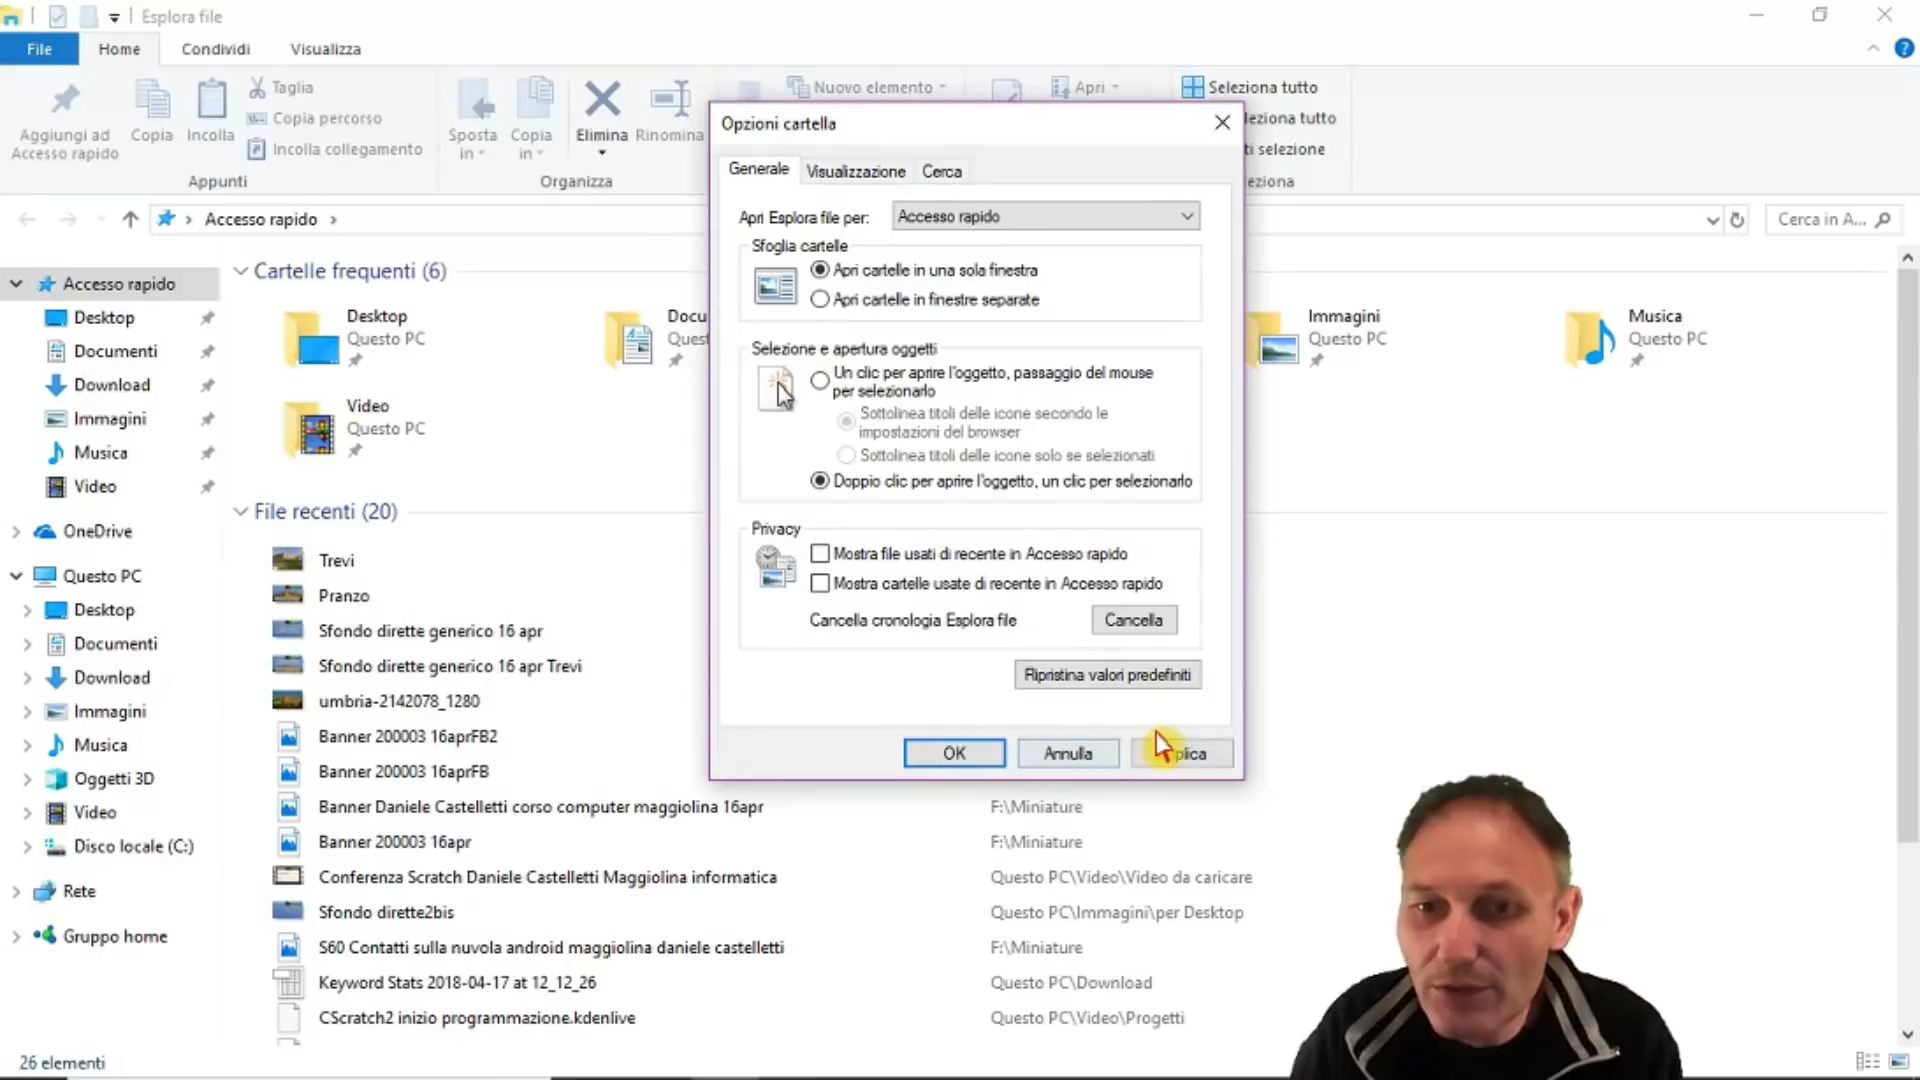 Esplora file
File
Home
Condividi
Visualizza
Aggiungi ad
Accesso rapido
Copia
Incolla
Taglia
Copia percorso
Incolla collegamento
Appunti
Sposta
in
Copia
in
Elimina
Rinomina
Organizza
Nuovo elemento
Apri
Seleziona tutto
leziona tutto
ti selezione
eziona
Accesso rapido
Cerca in A...
Accesso rapido
Desktop
Documenti
Download
Immagini
Musica
Video
OneDrive
Questo PC
Desktop
Documenti
Download
Immagini
Musica
Oggetti 3D
Video
Disco locale (C:)
Rete
Gruppo home
26 elementi
Cartelle frequenti (6)
Desktop
Questo PC
Docu
Quest
Immagini
Questo PC
Musica
Questo PC
Video
Questo PC
File recenti (20)
Trevi
Pranzo
Sfondo dirette generico 16 apr
Sfondo dirette generico 16 apr Trevi
umbria-2142078_1280
Banner 200003 16aprFB2
Banner 200003 16aprFB
Banner Daniele Castelletti corso computer maggiolina 16apr F:\Miniature
Banner 200003 16apr F:\Miniature
Conferenza Scratch Daniele Castelletti Maggiolina informatica Questo PC\Video\Video da caricare
Sfondo dirette2bis Questo PC\Immagini\per Desktop
S60 Contatti sulla nuvola android maggiolina daniele castelletti F:\Miniature
Keyword Stats 2018-04-17 at 12_12_26 Questo PC\Download
CScratch2 inizio programmazione.kdenlive Questo PC\Video\Progetti
Opzioni cartella
Generale
Visualizzazione
Cerca
Apri Esplora file per: Accesso rapido
Sfoglia cartelle
Apri cartelle in una sola finestra
Apri cartelle in finestre separate
Selezione e apertura oggetti
Un clic per aprire l'oggetto, passaggio del mouse
per selezionarlo
Sottolinea titoli delle icone secondo le
impostazioni del browser
Sottolinea titoli delle icone solo se selezionati
Doppio clic per aprire l'oggetto, un clic per selezionarlo
Privacy
Mostra file usati di recente in Accesso rapido
Mostra cartelle usate di recente in Accesso rapido
Cancella cronologia Esplora file
Cancella
Ripristina valori predefiniti
OK
Annulla
plica